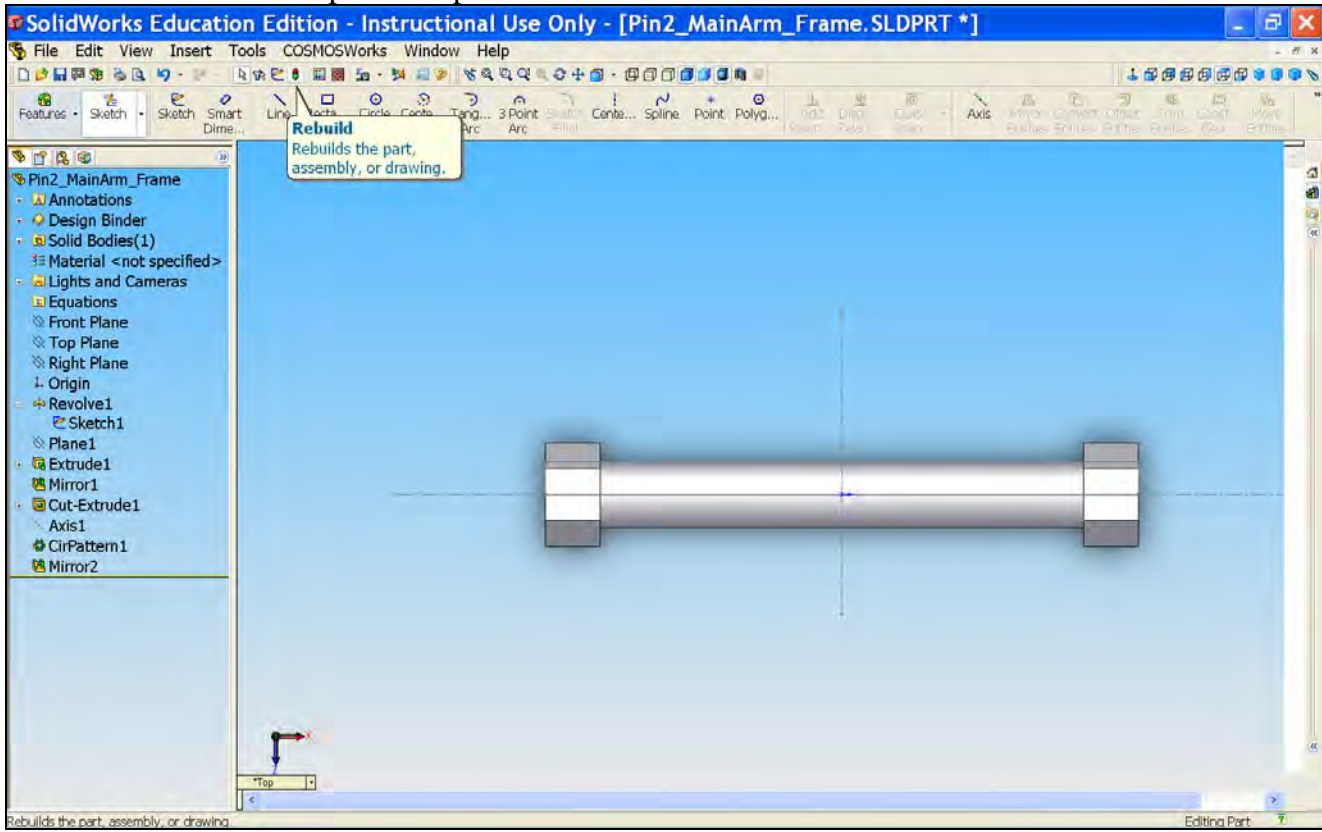 SolidWorks Education Edition - Instructional Use Only - [Pin2_MainArm_Frame.SLDPRT *]
File Edit View Insert Tools COSMOSWorks Window Help
Features Sketch Sketch Smart Dime... Line Recta... Circle Cente... Tang... Arc 3 Point Arc Cente... Spline Point Polyg... Axis
Rebuild
Rebuilds the part,
assembly, or drawing.
Pin2_MainArm_Frame
Annotations
Design Binder
Solid Bodies(1)
Material <not specified>
Lights and Cameras
Equations
Front Plane
Top Plane
Right Plane
Origin
Revolve1
Sketch1
Plane1
Extrude1
Mirror1
Cut-Extrude1
Axis1
CirPattern1
Mirror2
X
*Top
Rebuilds the part, assembly, or drawing. Editing Part